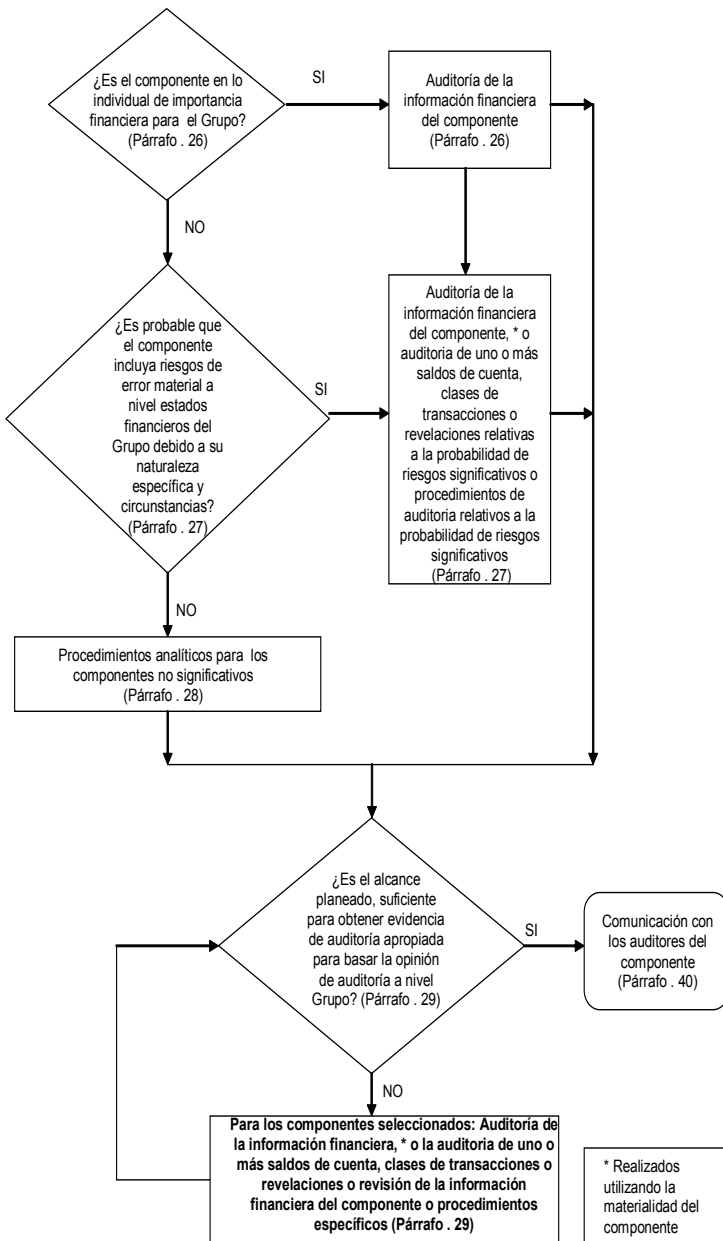 ¿Es el componente en lo
individual de importancia
financiera para el Grupo?
(Párrafo . 26)
SI
Auditoría de la
información financiera
del componente
(Párrafo . 26)
NO
¿Es probable que
el componente
incluya riesgos de
error material a
nivel estados
financieros del
Grupo debido a su
naturaleza
específica y
circunstancias?
(Párrafo . 27)
SI
Auditoría de la
información financiera
del componente, * o
auditoria de uno o más
saldos de cuenta,
clases de
transacciones o
revelaciones relativas
a la probabilidad de
riesgos significativos o
procedimientos de
auditoria relativos a la
probabilidad de riesgos
significativos
(Párrafo . 27)
NO
Procedimientos analíticos para los
componentes no significativos
(Párrafo . 28)
¿Es el alcance
planeado, suficiente
para obtener evidencia
de auditoría apropiada
para basar la opinión
de auditoría a nivel
Grupo? (Párrafo . 29)
SI
Comunicación con
los auditores del
componente
(Párrafo . 40)
NO
Para los componentes seleccionados: Auditoría de
la información financiera, * o la auditoria de uno o
más saldos de cuenta, clases de transacciones o
revelaciones o revisión de la información
financiera del componente o procedimientos
específicos (Párrafo . 29)
* Realizados
utilizando la
materialidad del
componente